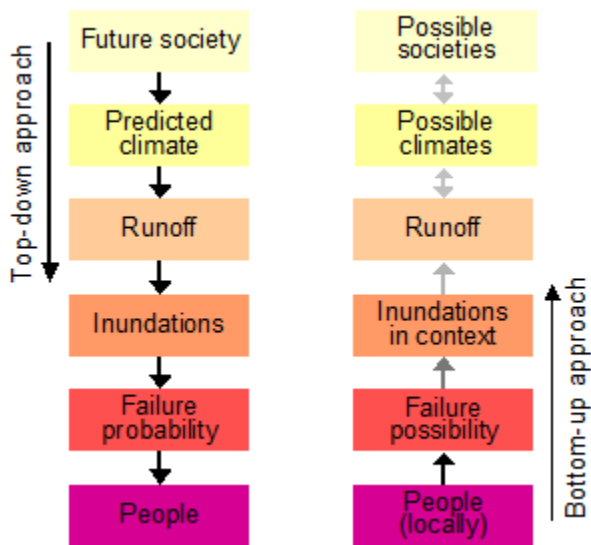 Top-down approach
Future society
Predicted
climate
Runoff
Inundations
Failure
probability
People
Possible
societies
Possible
climates
Runoff
Inundations
in context
Failure
possibility
People
(locally)
Bottom-up approach